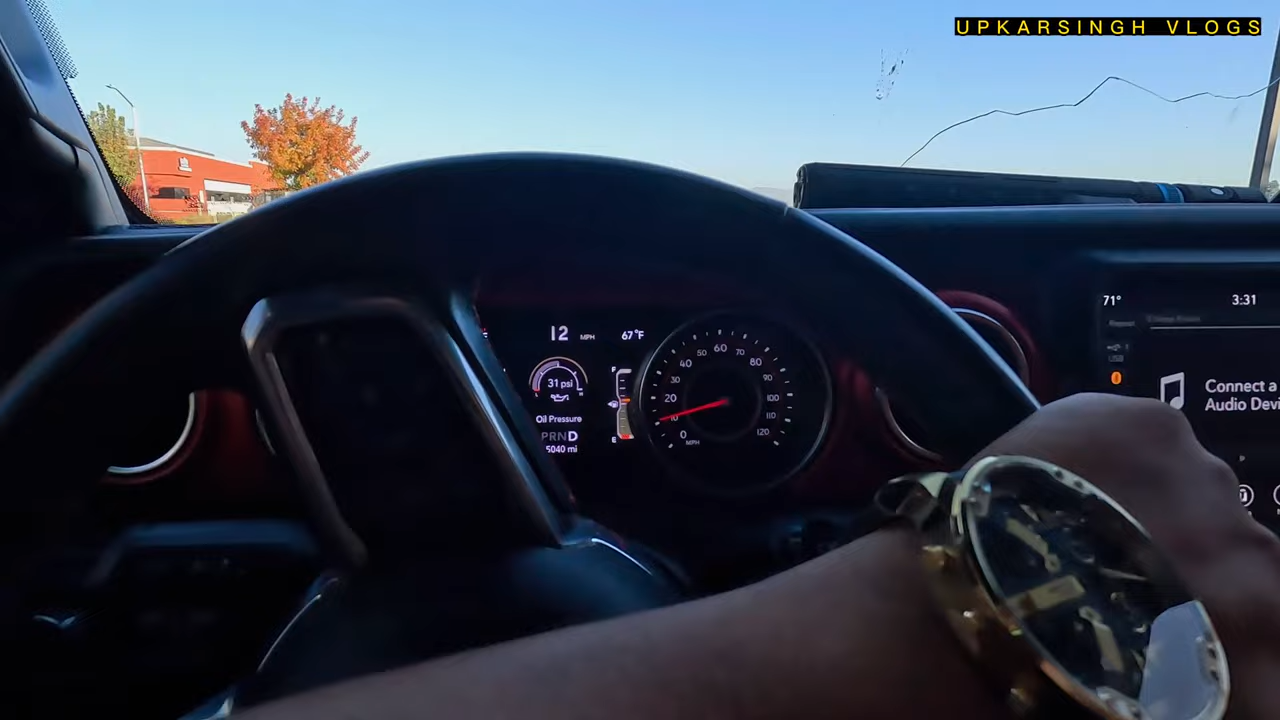 UPKARSINGH VLOGS
12 MPH 67°F
71° 3:31
31 psi
Oil Pressure
PRND
5040 mi
F
E
0 10 20 30 40 50 60 70 80 90 100 110 120
MPH
USB
Connect a
Audio Devi